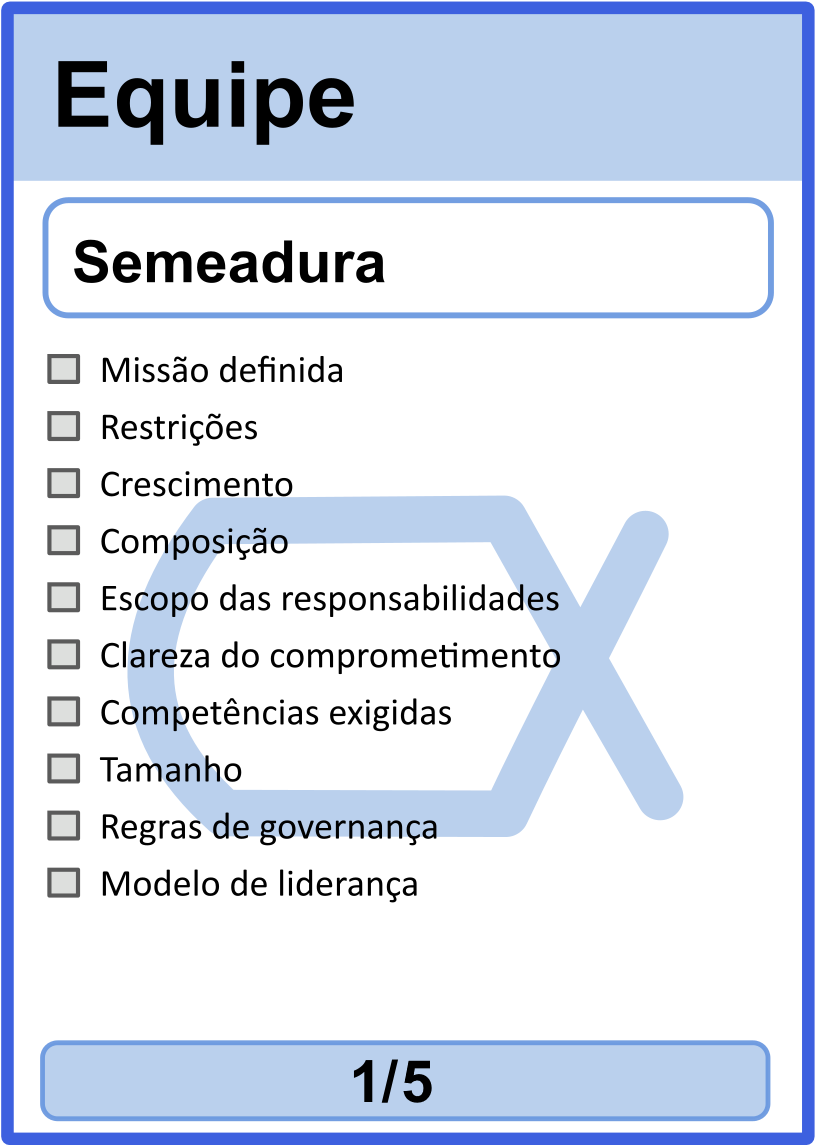 Equipe
Semeadura
Missão definida
Restrições
Crescimento
Composição
Escopo das responsabilidades
Clareza do comprometimento
Competências exigidas
Tamanho
Regras de governança
Modelo de liderança
1/5